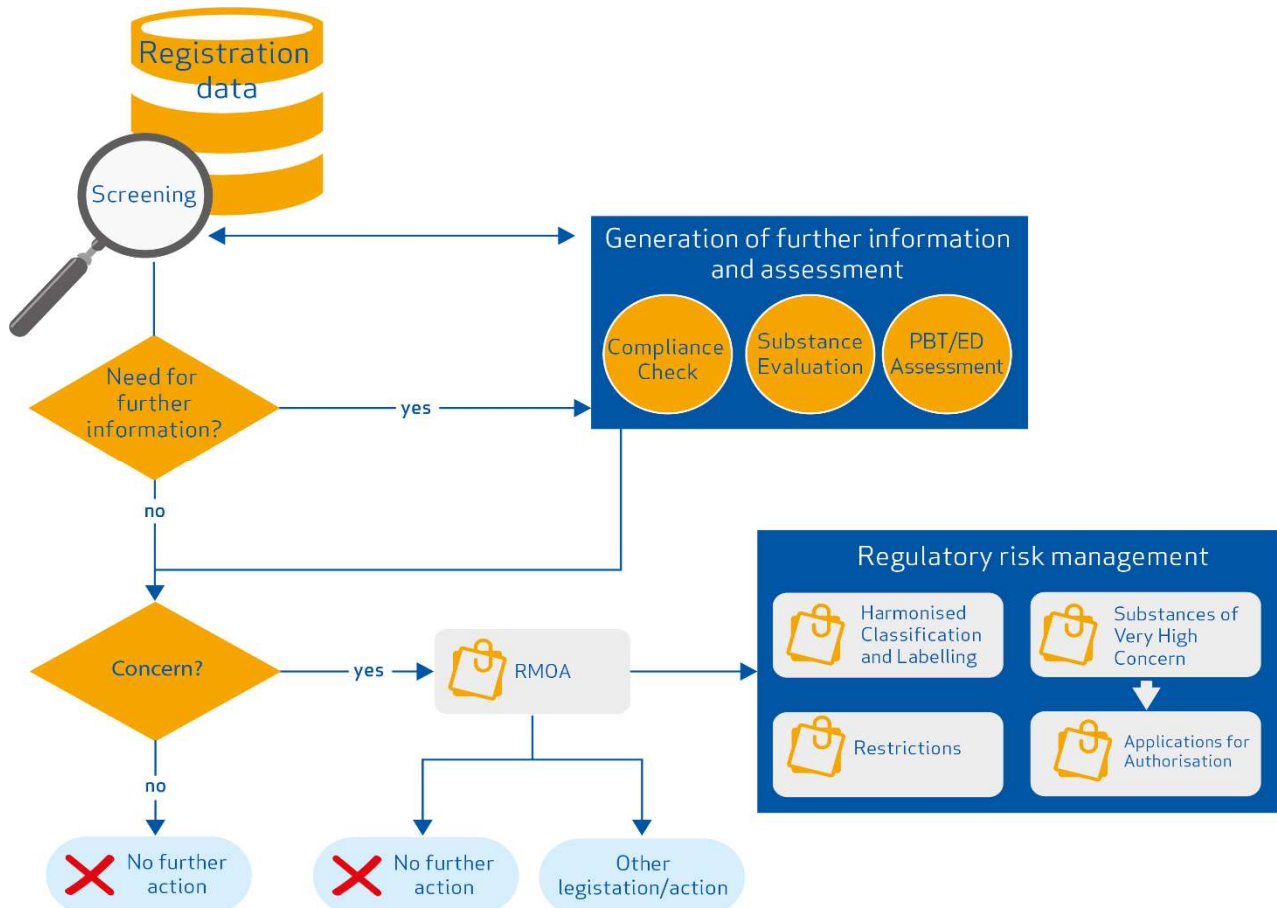 Registration
data
Screening
Generation of further information
and assessment
Compliance
Check
Substance
Evaluation
PBT/ED
Assessment
Need for
further
information?
yes
no
Regulatory risk management
Harmonised
Classification
and Labelling
Substances of
Very High
Concern
Restrictions
Applications for
Authorisation
Concern?
yes
RMOA
no
No further
action
No further
action
Other
legistation/action